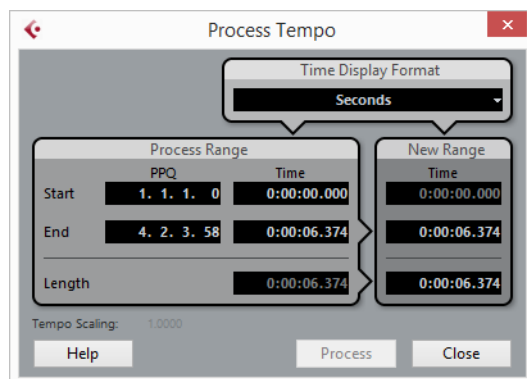 Process Tempo
Time Display Format
Seconds
Process Range
New Range
PPQ Time Time
Start 1. 1. 1. 0 0:00:00.000 0:00:00.000
End 4. 2. 3. 58 0:00:06.374 0:00:06.374
Length 0:00:06.374 0:00:06.374
Tempo Scaling: 1.0000
Help Process Close